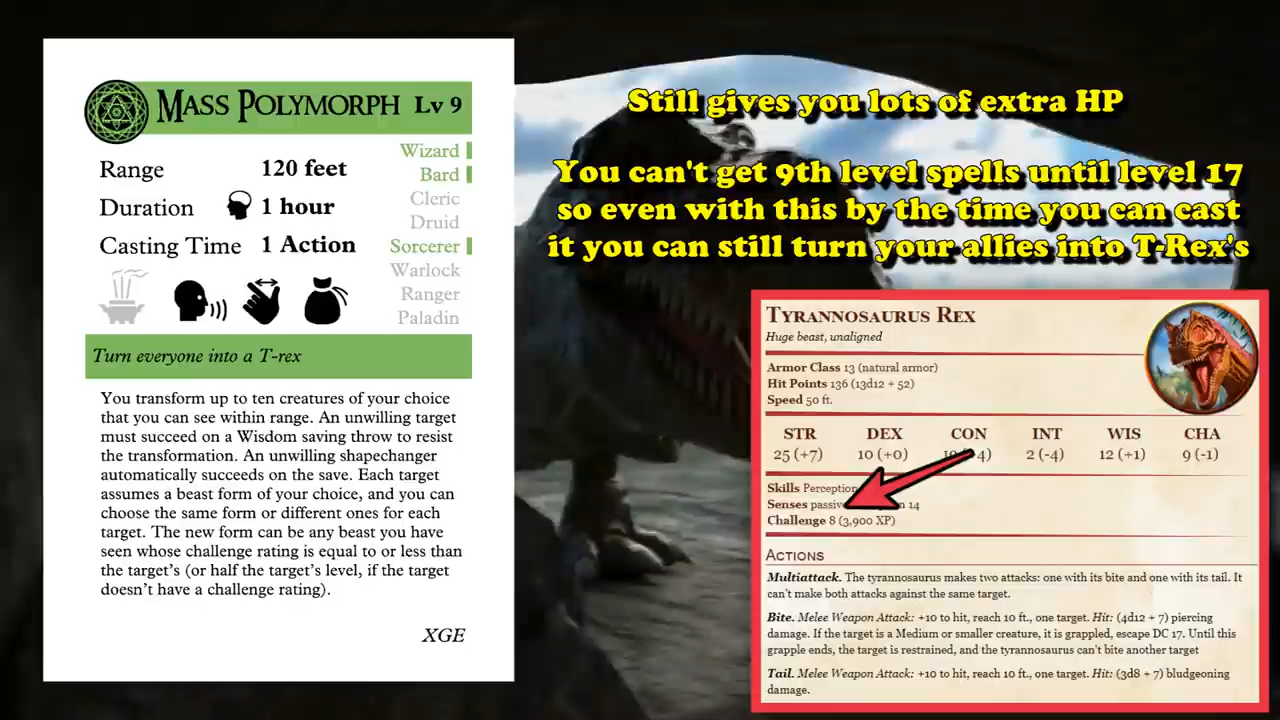 MASS POLYMORPH Lv 9
Range 120 feet
Duration 1 hour
Casting Time 1 Action
Wizard
Bard
Cleric
Druid
Sorcerer
Warlock
Ranger
Paladin
Turn everyone into a T-rex
You transform up to ten creatures of your choice
that you can see within range. An unwilling target
must succeed on a Wisdom saving throw to resist
the transformation. An unwilling shapechanger
automatically succeeds on the save. Each target
assumes a beast form of your choice, and you can
choose the same form or different ones for each
target. The new form can be any beast you have
seen whose challenge rating is equal to or less than
the target's (or half the target's level, if the target
doesn't have a challenge rating).
XGE
Still gives you lots of extra HP
You can't get 9th level spells until level 17
so even with this by the time you can cast
it you can still turn your allies into T-Rex's
TYRANNOSAURUS REX
Huge beast, unaligned
Armor Class 13 (natural armor)
Hit Points 136 (13d12 + 52)
Speed 50 ft.
STR DEX CON INT WIS CHA
25 (+7) 10 (+0) 2 (-4) 12 (+1) 9 (-1)
Skills Perception
Senses passive 14
Challenge 8 (3,900 XP)
ACTIONS
Multiattack. The tyrannosaurus makes two attacks: one with its bite and one with its tail. It
can't make both attacks against the same target.
Bite. Melee Weapon Attack: +10 to hit, reach 10 ft., one target. Hit: (4d12 + 7) piercing
damage. If the target is a Medium or smaller creature, it is grappled, escape DC 17. Until this
grapple ends, the target is restrained, and the tyrannosaurus can't bite another target
Tail. Melee Weapon Attack: +10 to hit, reach 10 ft., one target. Hit: (3d8 + 7) bludgeoning
damage.